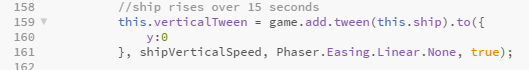 158 //ship rises over 15 seconds
159 this.verticalTween = game.add.tween(this.ship).to({
160 y:0
161 }, shipVerticalSpeed, Phaser.Easing.Linear.None, true);
162